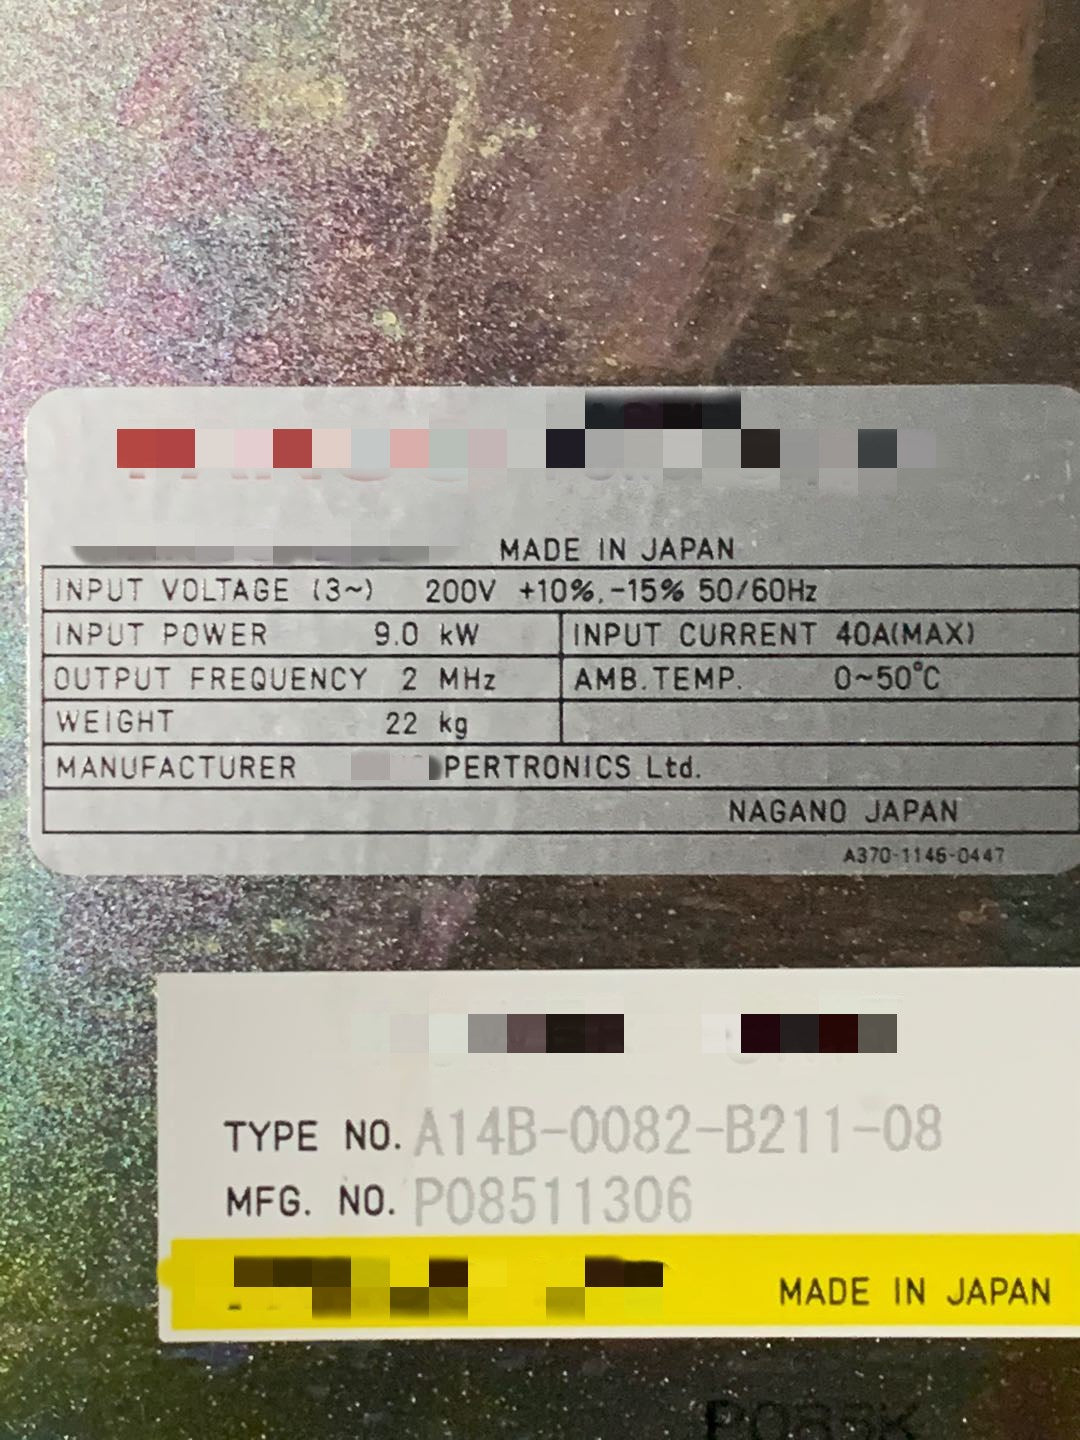 MADE IN JAPAN
INPUT VOLTAGE (3~) 200V +10%,-15% 50/60Hz
INPUT POWER 9.0 kW INPUT CURRENT 40A(MAX)
OUTPUT FREQUENCY 2 MHz AMB.TEMP. 0~50°C
WEIGHT 22 kg
MANUFACTURER PERTRONICS Ltd.
NAGANO JAPAN
A370-1146-0447
TYPE NO. A14B-0082-B211-08
MFG. NO. P08511306
MADE IN JAPAN